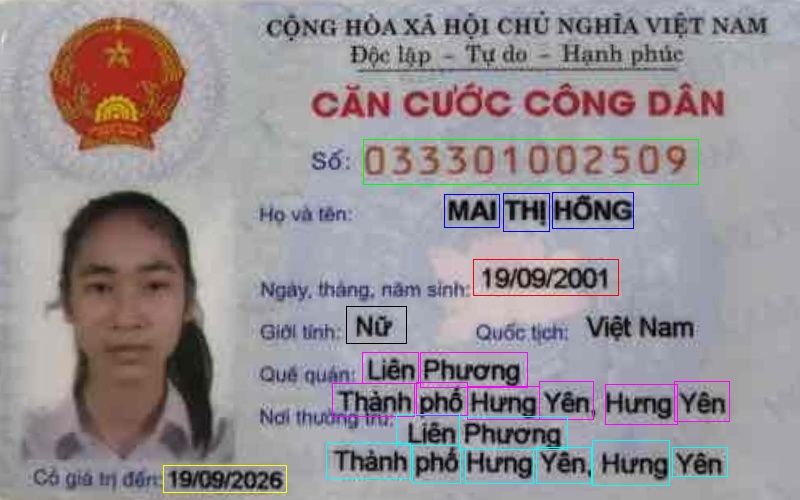 CỘNG HÒA XÃ HỘI CHỦ NGHĨA VIỆT NAM
Độc lập - Tự do - Hạnh phúc
CĂN CƯỚC CÔNG DÂN
Số: 033301002509
Họ và tên: MAI THỊ HỒNG
Ngày, tháng, năm sinh: 19/09/2001
Giới tính: Nữ Quốc tịch: Việt Nam
Quê quán: Liên Phương
Thành phố Hưng Yên, Hưng Yên
Nơi thường trú: Liên Phương
Thành phố Hưng Yên, Hưng Yên
Có giá trị đến: 19/09/2026